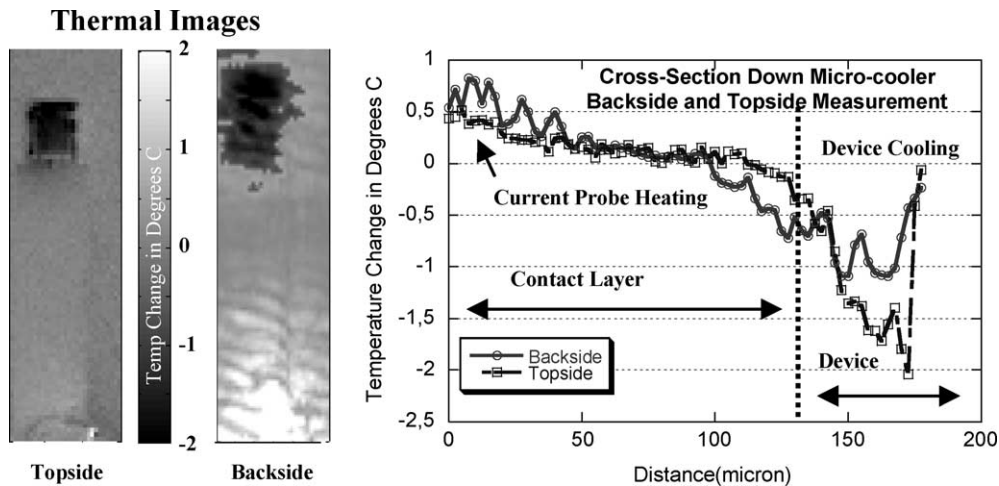 Thermal Images
2
1
0
-1
-2
Temp Change in Degrees C
Topside
Backside
Temperature Change in Degrees C
1
0,5
0
-0,5
-1
-1,5
-2
-2,5
Cross-Section Down Micro-cooler
Backside and Topside Measurement
Device Cooling
Current Probe Heating
Contact Layer
Backside
Topside
Device
0
50
100
150
200
Distance(micron)